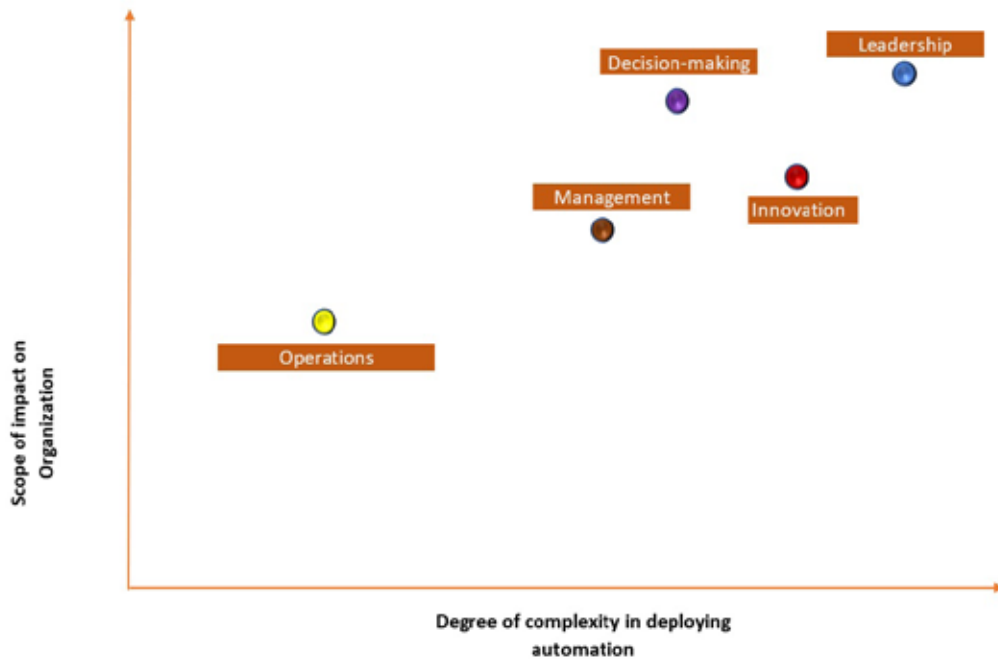 Leadership
Decision-making
Management
Innovation
Operations
Scope of impact on
Organization
Degree of complexity in deploying
automation